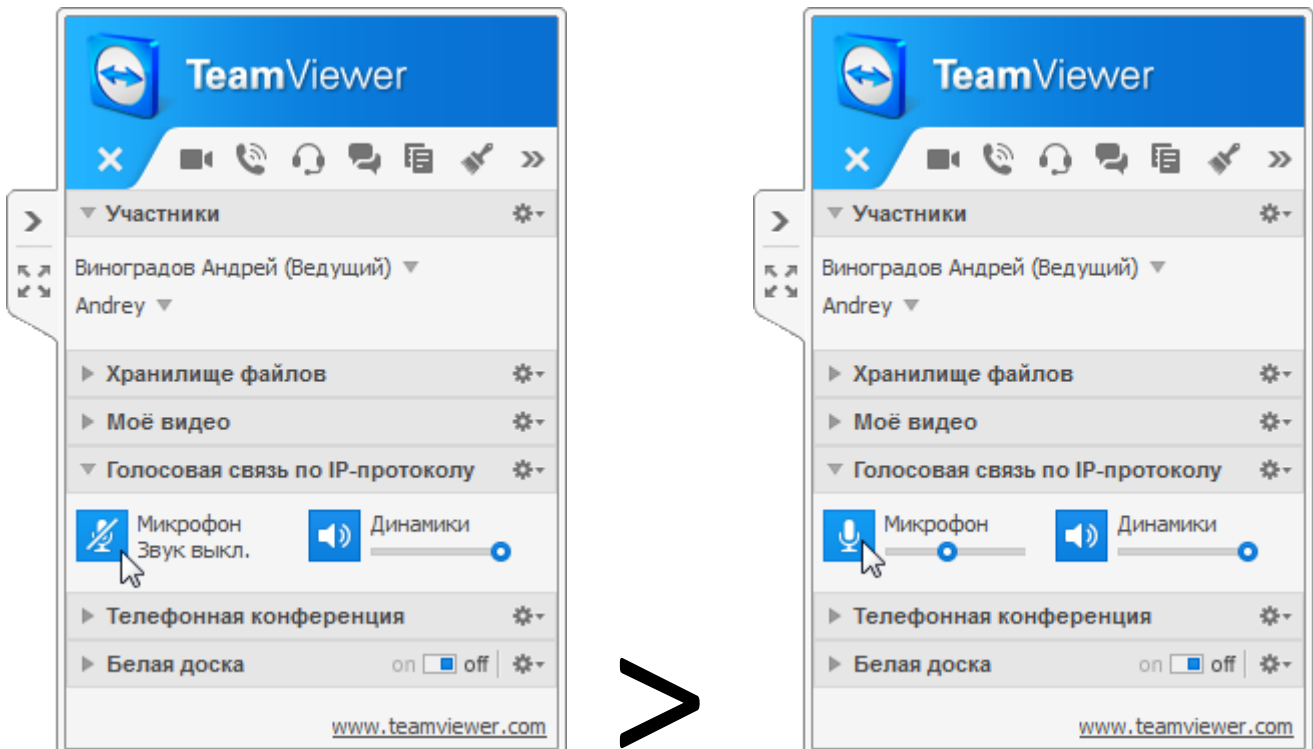 TeamViewer
Участники
Виноградов Андрей (Ведущий)
Andrey
Хранилище файлов
Моё видео
Голосовая связь по IP-протоколу
Микрофон
Звук выкл.
Динамики
Телефонная конференция
Белая доска on off
www.teamviewer.com
>
TeamViewer
Участники
Виноградов Андрей (Ведущий)
Andrey
Хранилище файлов
Моё видео
Голосовая связь по IP-протоколу
Микрофон
Динамики
Телефонная конференция
Белая доска on off
www.teamviewer.com